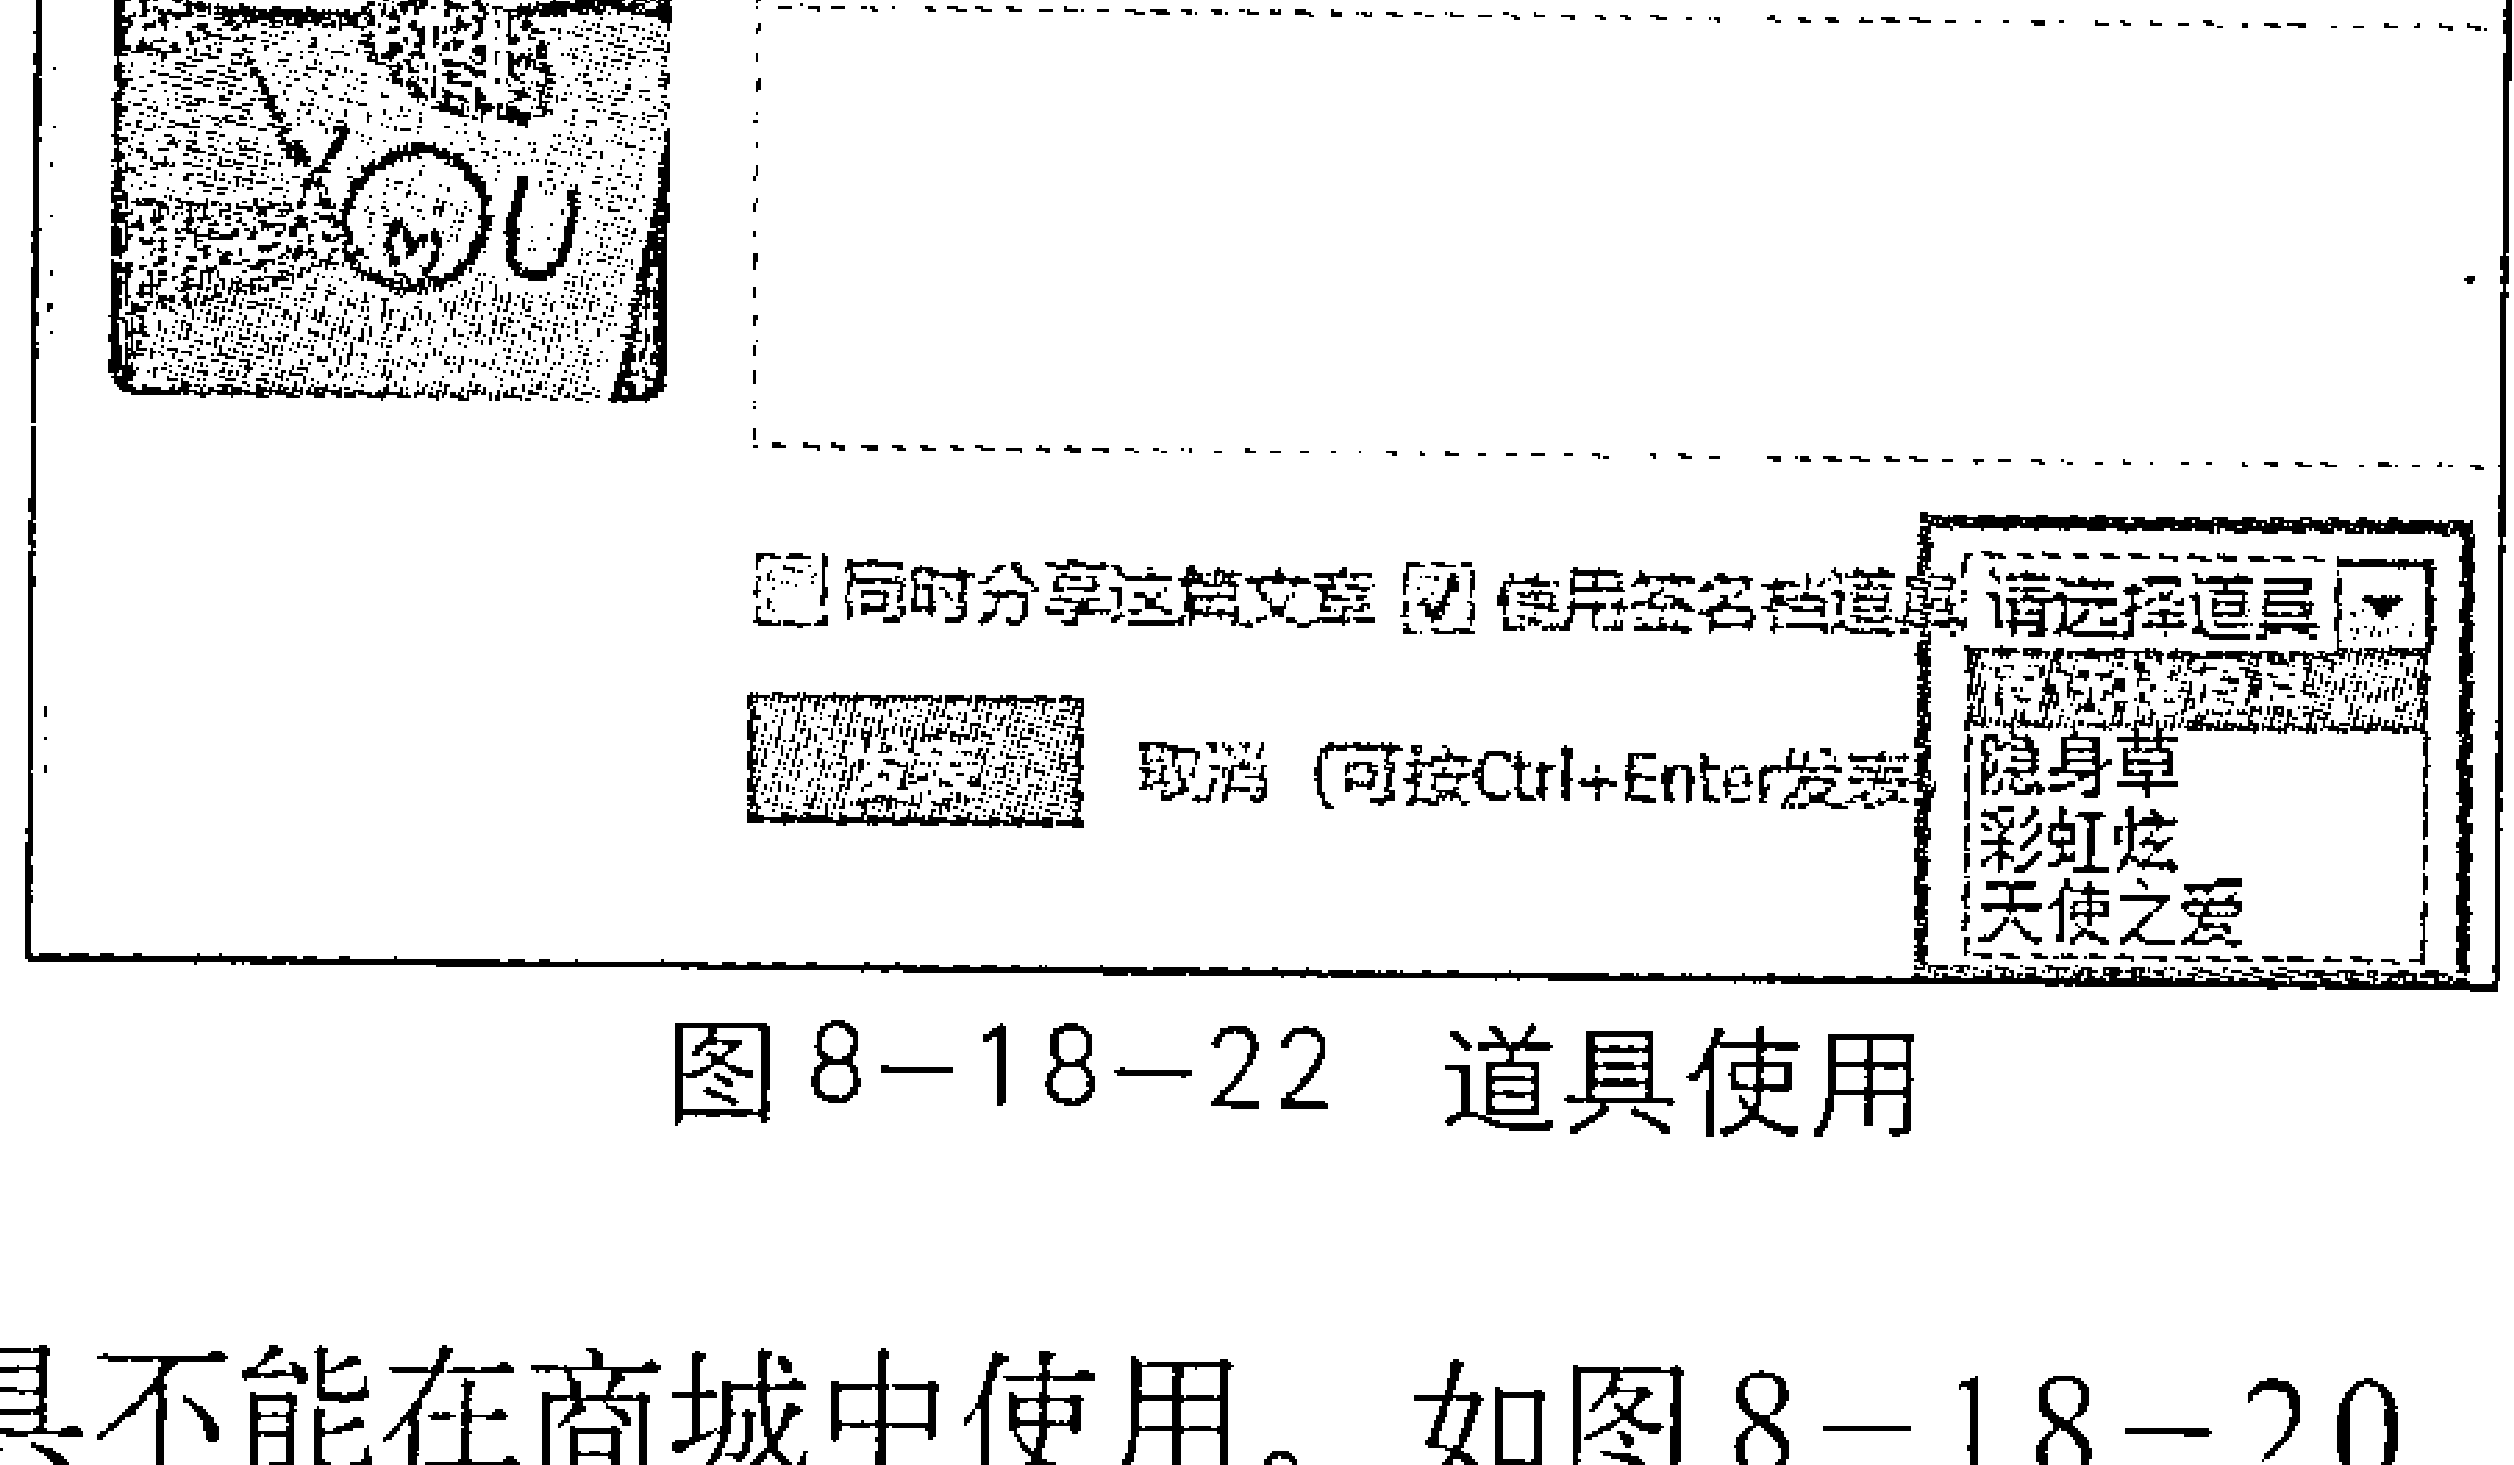 YOU
同时分享这篇文章 使用签名档道具 请选择道具
取消 (可按Ctrl+Enter发表)
隐身草
彩虹炫
天使之爱
图8-18-22 道具使用
具不能在商城中使用。如图8-18-20